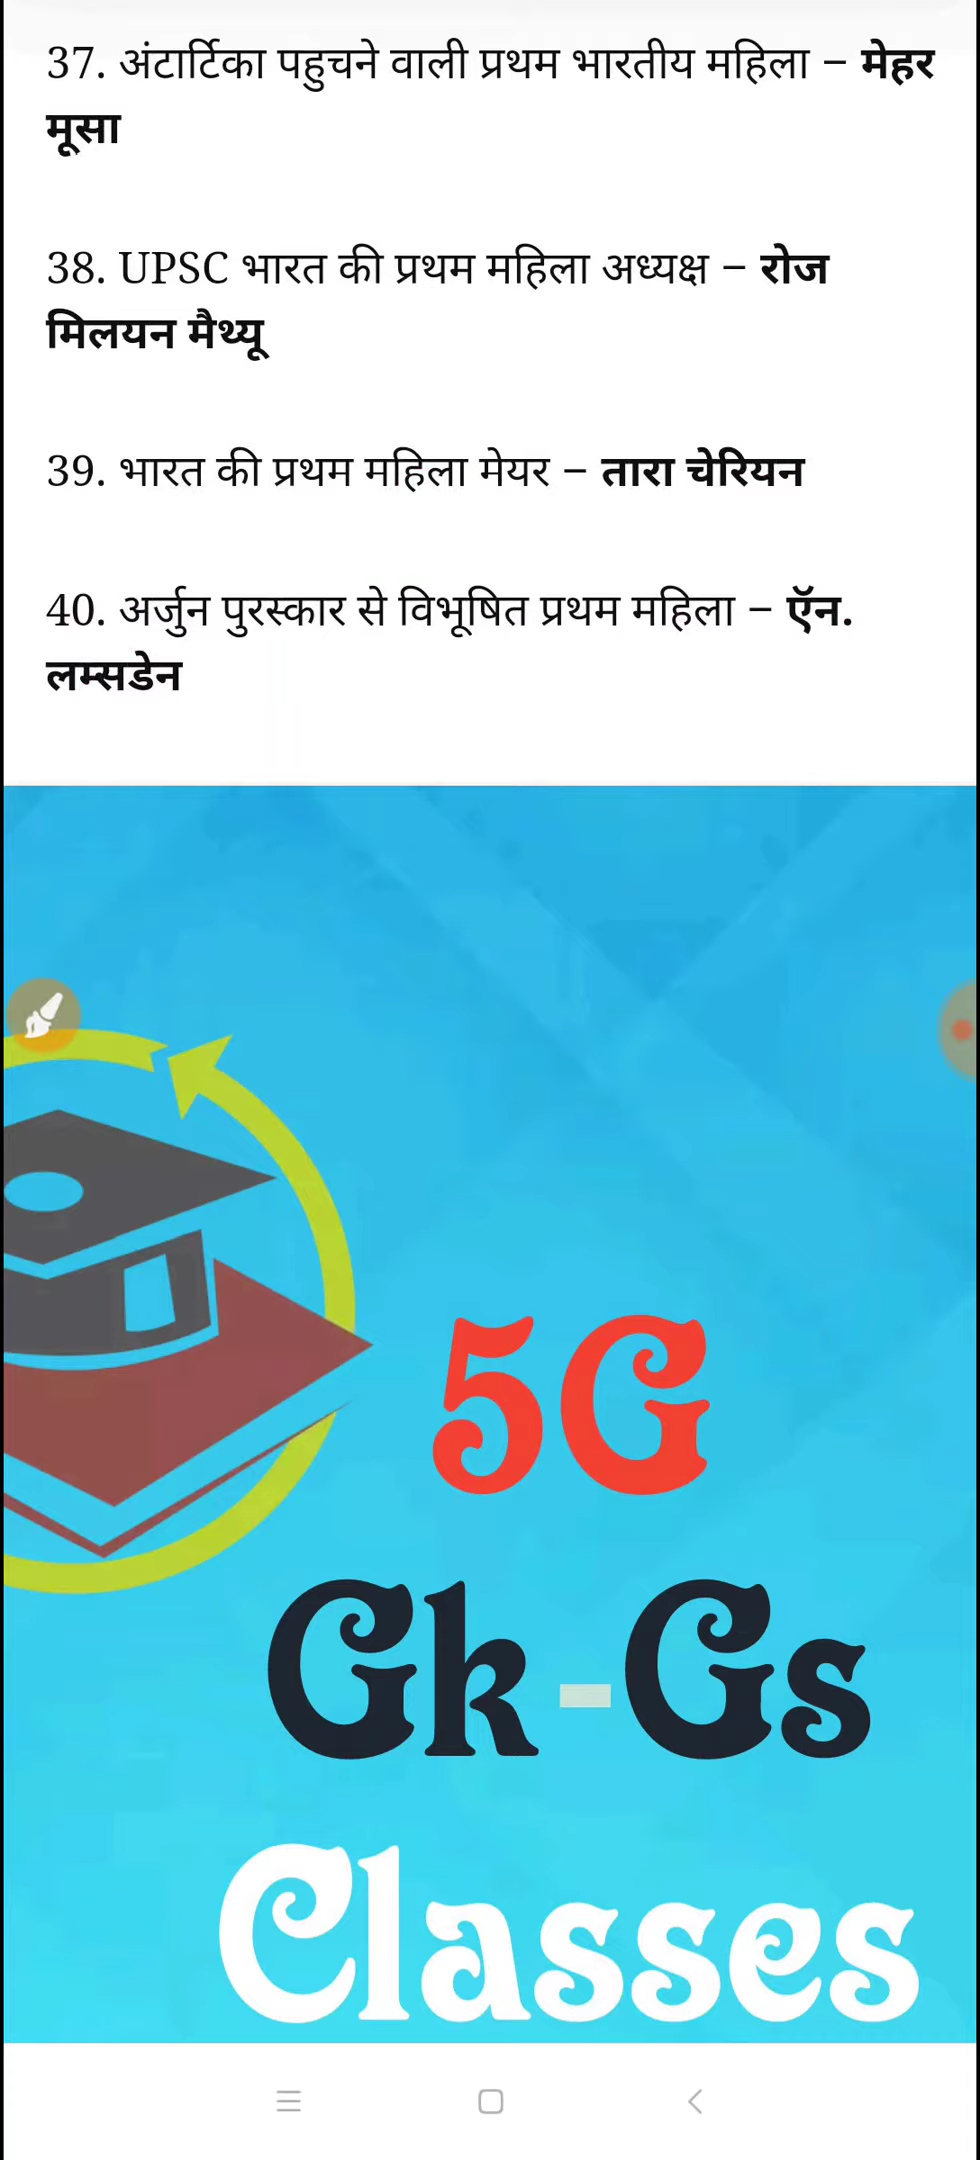 37. अंटार्टिका पहुचने वाली प्रथम भारतीय महिला – मेहर
मूसा
38. UPSC भारत की प्रथम महिला अध्यक्ष – रोज
मिलयन मैथ्यू
39. भारत की प्रथम महिला मेयर – तारा चेरियन
40. अर्जुन पुरस्कार से विभूषित प्रथम महिला – ऍन.
लम्सडेन
5G
Gk-Gs
Classes